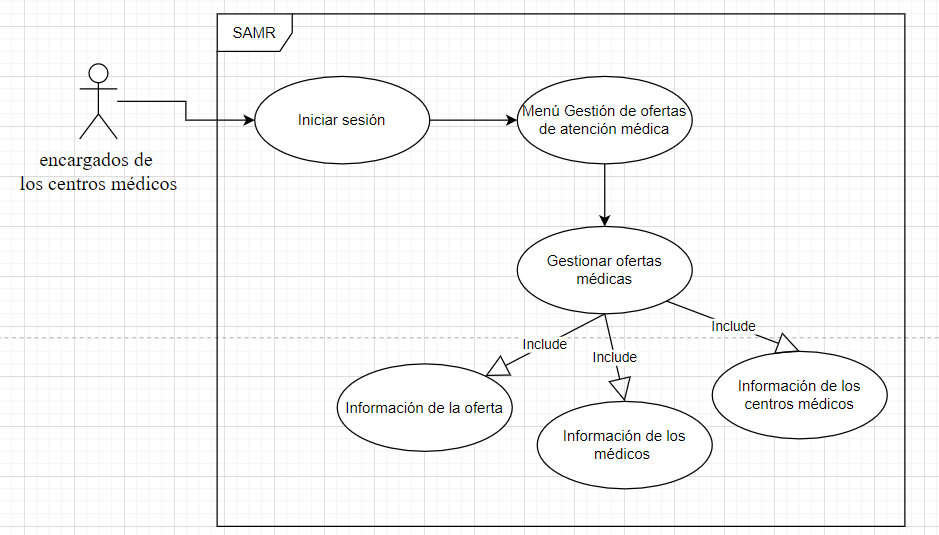 SAMR
encargados de
los centros médicos
Iniciar sesión
Menú Gestión de ofertas
de atención médica
Gestionar ofertas
médicas
Include
Include
Include
Información de la oferta
Información de los
médicos
Información de los
centros médicos